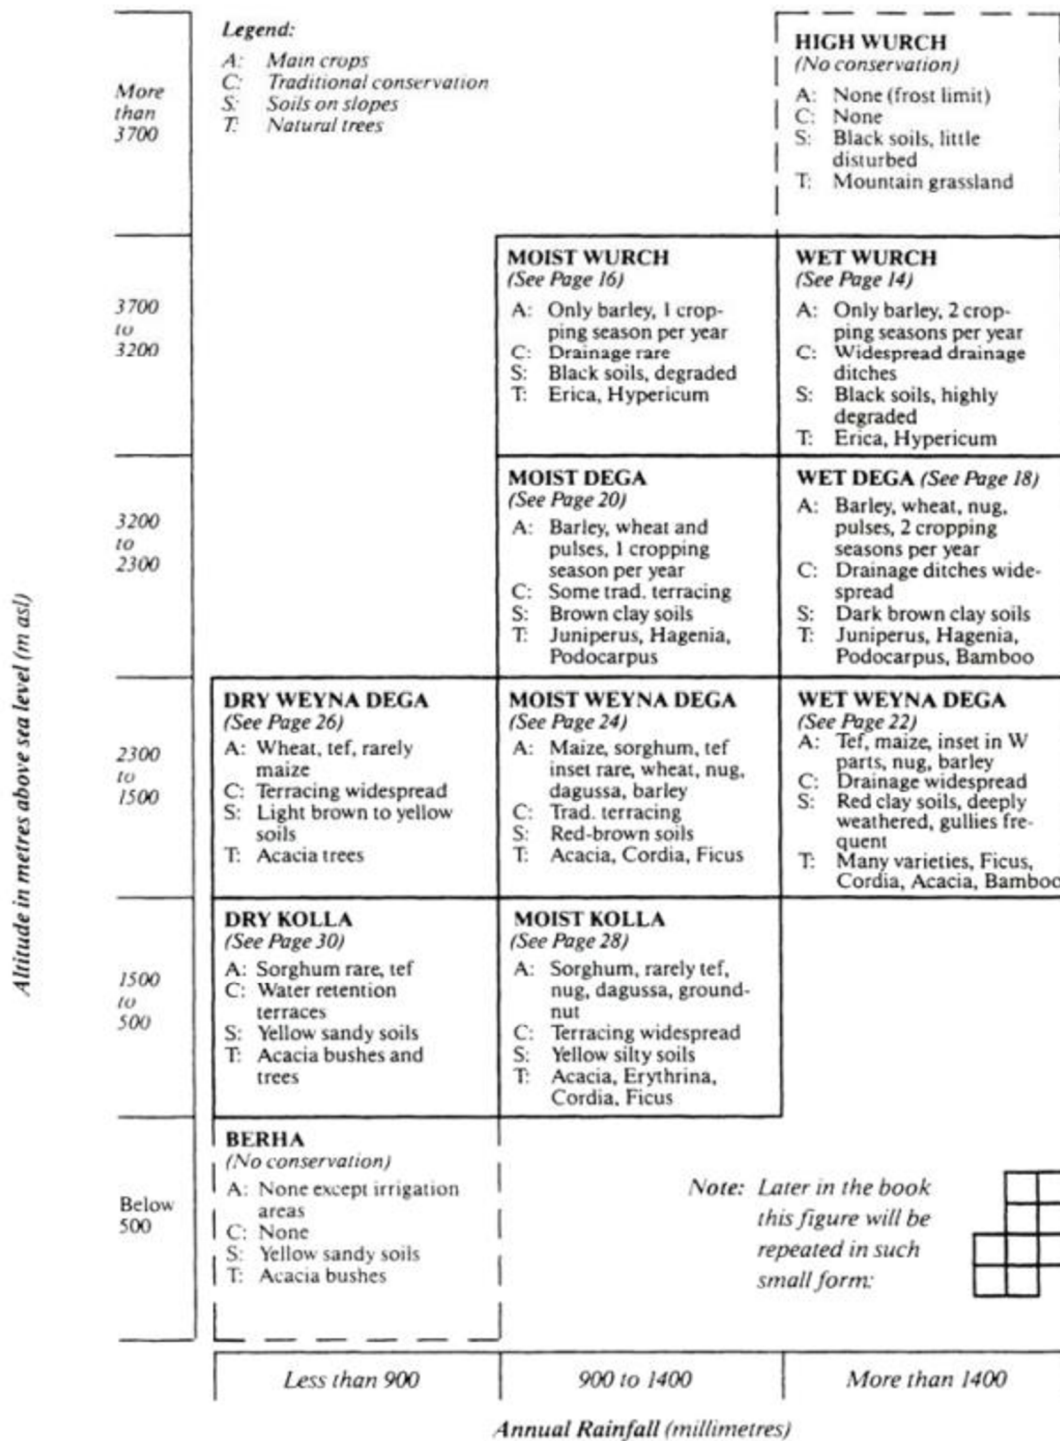 Legend:
A: Main crops
C: Traditional conservation
S: Soils on slopes
T: Natural trees
More
than
3700
HIGH WURCH
(No conservation)
A: None (frost limit)
C: None
S: Black soils, little
disturbed
T: Mountain grassland
3700
to
3200
MOIST WURCH
(See Page 16)
A: Only barley, 1 crop-
ping season per year
C: Drainage rare
S: Black soils, degraded
T: Erica, Hypericum
WET WURCH
(See Page 14)
A: Only barley, 2 crop-
ping seasons per year
C: Widespread drainage
ditches
S: Black soils, highly
degraded
T: Erica, Hypericum
3200
to
2300
MOIST DEGA
(See Page 20)
A: Barley, wheat and
pulses, 1 cropping
season per year
C: Some trad. terracing
S: Brown clay soils
T: Juniperus, Hagenia,
Podocarpus
WET DEGA (See Page 18)
A: Barley, wheat, nug,
pulses, 2 cropping
seasons per year
C: Drainage ditches wide-
spread
S: Dark brown clay soils
T: Juniperus, Hagenia,
Podocarpus, Bamboo
Altitude in metres above sea level (m asl)
2300
to
1500
DRY WEYNA DEGA
(See Page 26)
A: Wheat, tef, rarely
maize
C: Terracing widespread
S: Light brown to yellow
soils
T: Acacia trees
MOIST WEYNA DEGA
(See Page 24)
A: Maize, sorghum, tef
inset rare, wheat, nug,
dagussa, barley
C: Trad. terracing
S: Red-brown soils
T: Acacia, Cordia, Ficus
WET WEYNA DEGA
(See Page 22)
A: Tef, maize, inset in W
parts, nug, barley
C: Drainage widespread
S: Red clay soils, deeply
weathered, gullies fre-
quent
T: Many varieties, Ficus,
Cordia, Acacia, Bamboo
1500
to
500
DRY KOLLA
(See Page 30)
A: Sorghum rare, tef
C: Water retention
terraces
S: Yellow sandy soils
T: Acacia bushes and
trees
MOIST KOLLA
(See Page 28)
A: Sorghum, rarely tef,
nug, dagussa, ground-
nut
C: Terracing widespread
S: Yellow silty soils
T: Acacia, Erythrina,
Cordia, Ficus
Below
500
BERHA
(No conservation)
A: None except irrigation
areas
C: None
S: Yellow sandy soils
T: Acacia bushes
Note: Later in the book
this figure will be
repeated in such
small form:
Less than 900
900 to 1400
More than 1400
Annual Rainfall (millimetres)